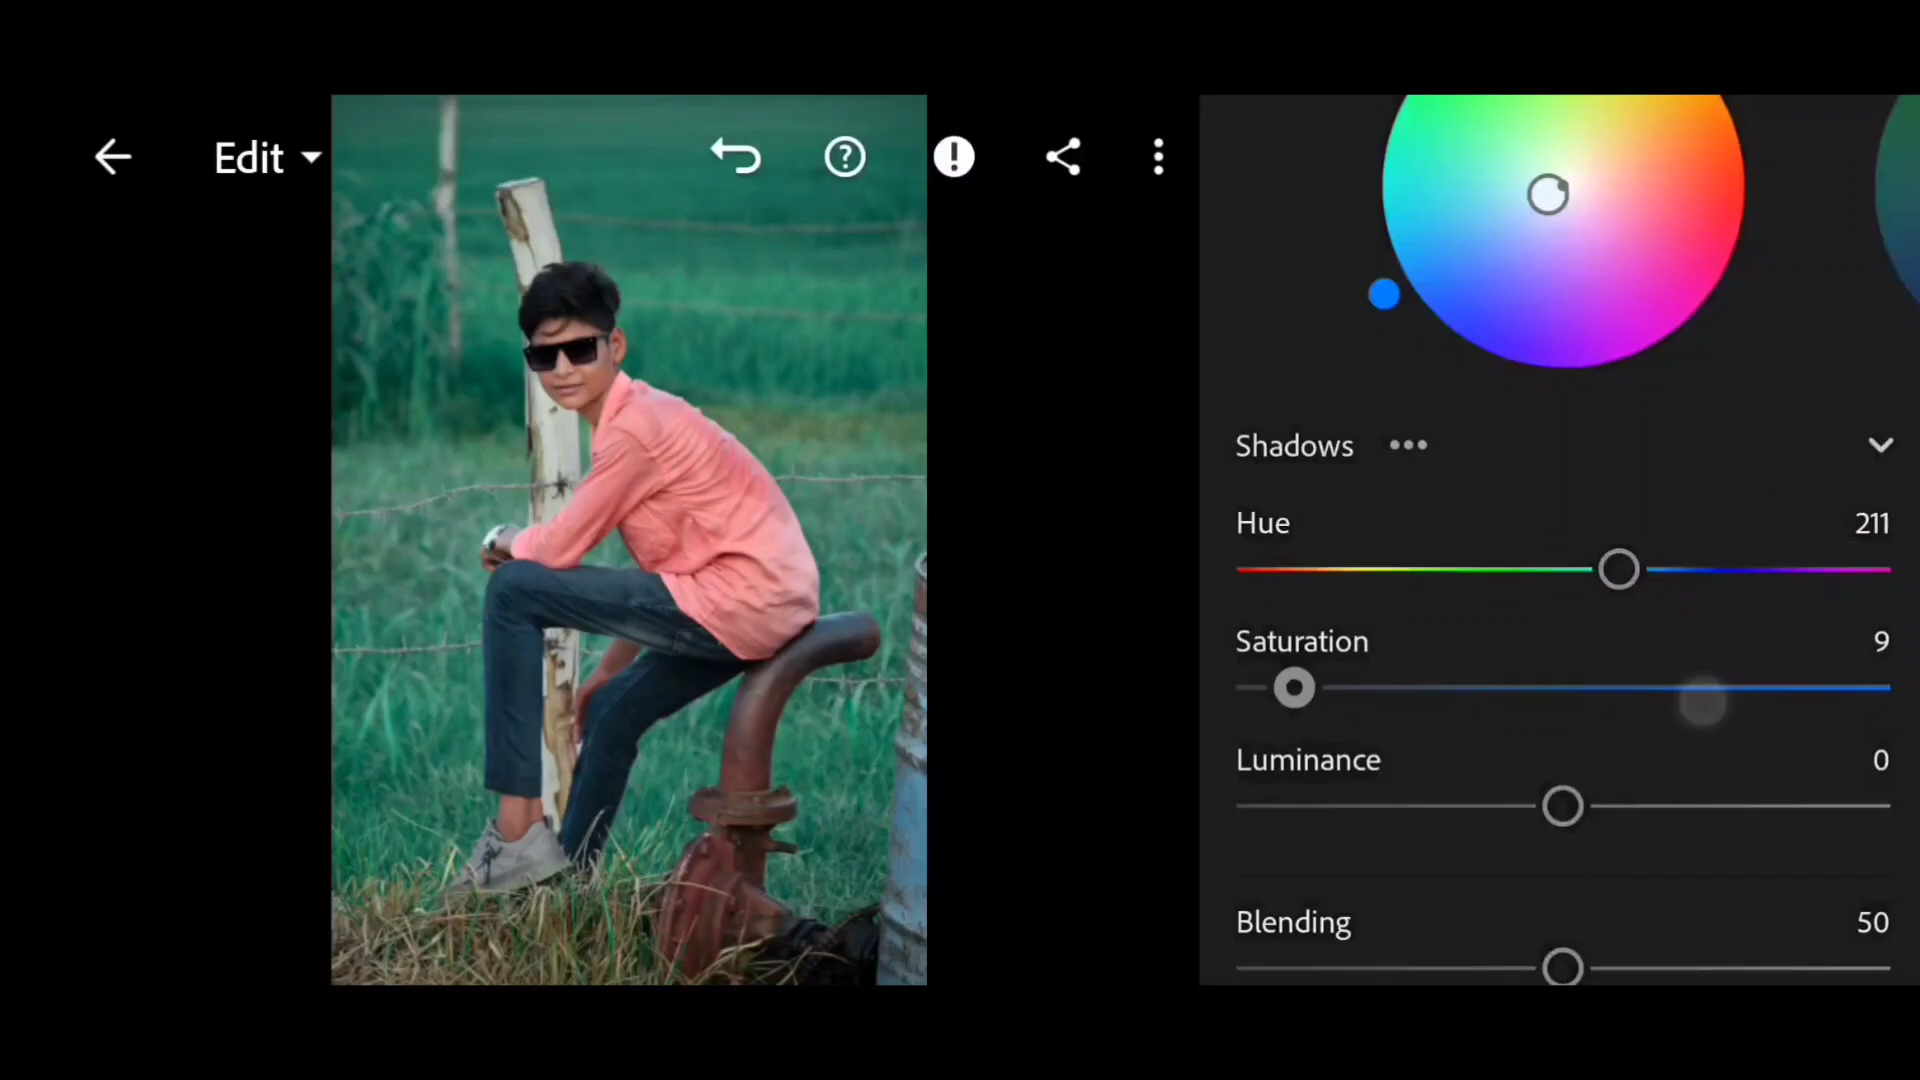 Edit
Shadows
Hue 211
Saturation 9
Luminance 0
Blending 50